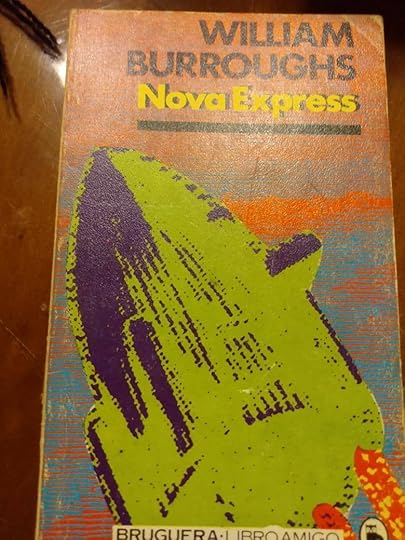 WILLIAM
BURROUGHS
Nova Express
BRUGUERA·LIBRO AMIGO